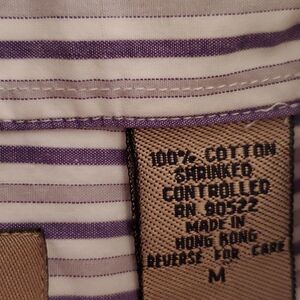 100% COTTON
SHRINKED
CONTROLLED
RN 90522
MADE IN
HONG KONG
REVERSE FOR CARE
M